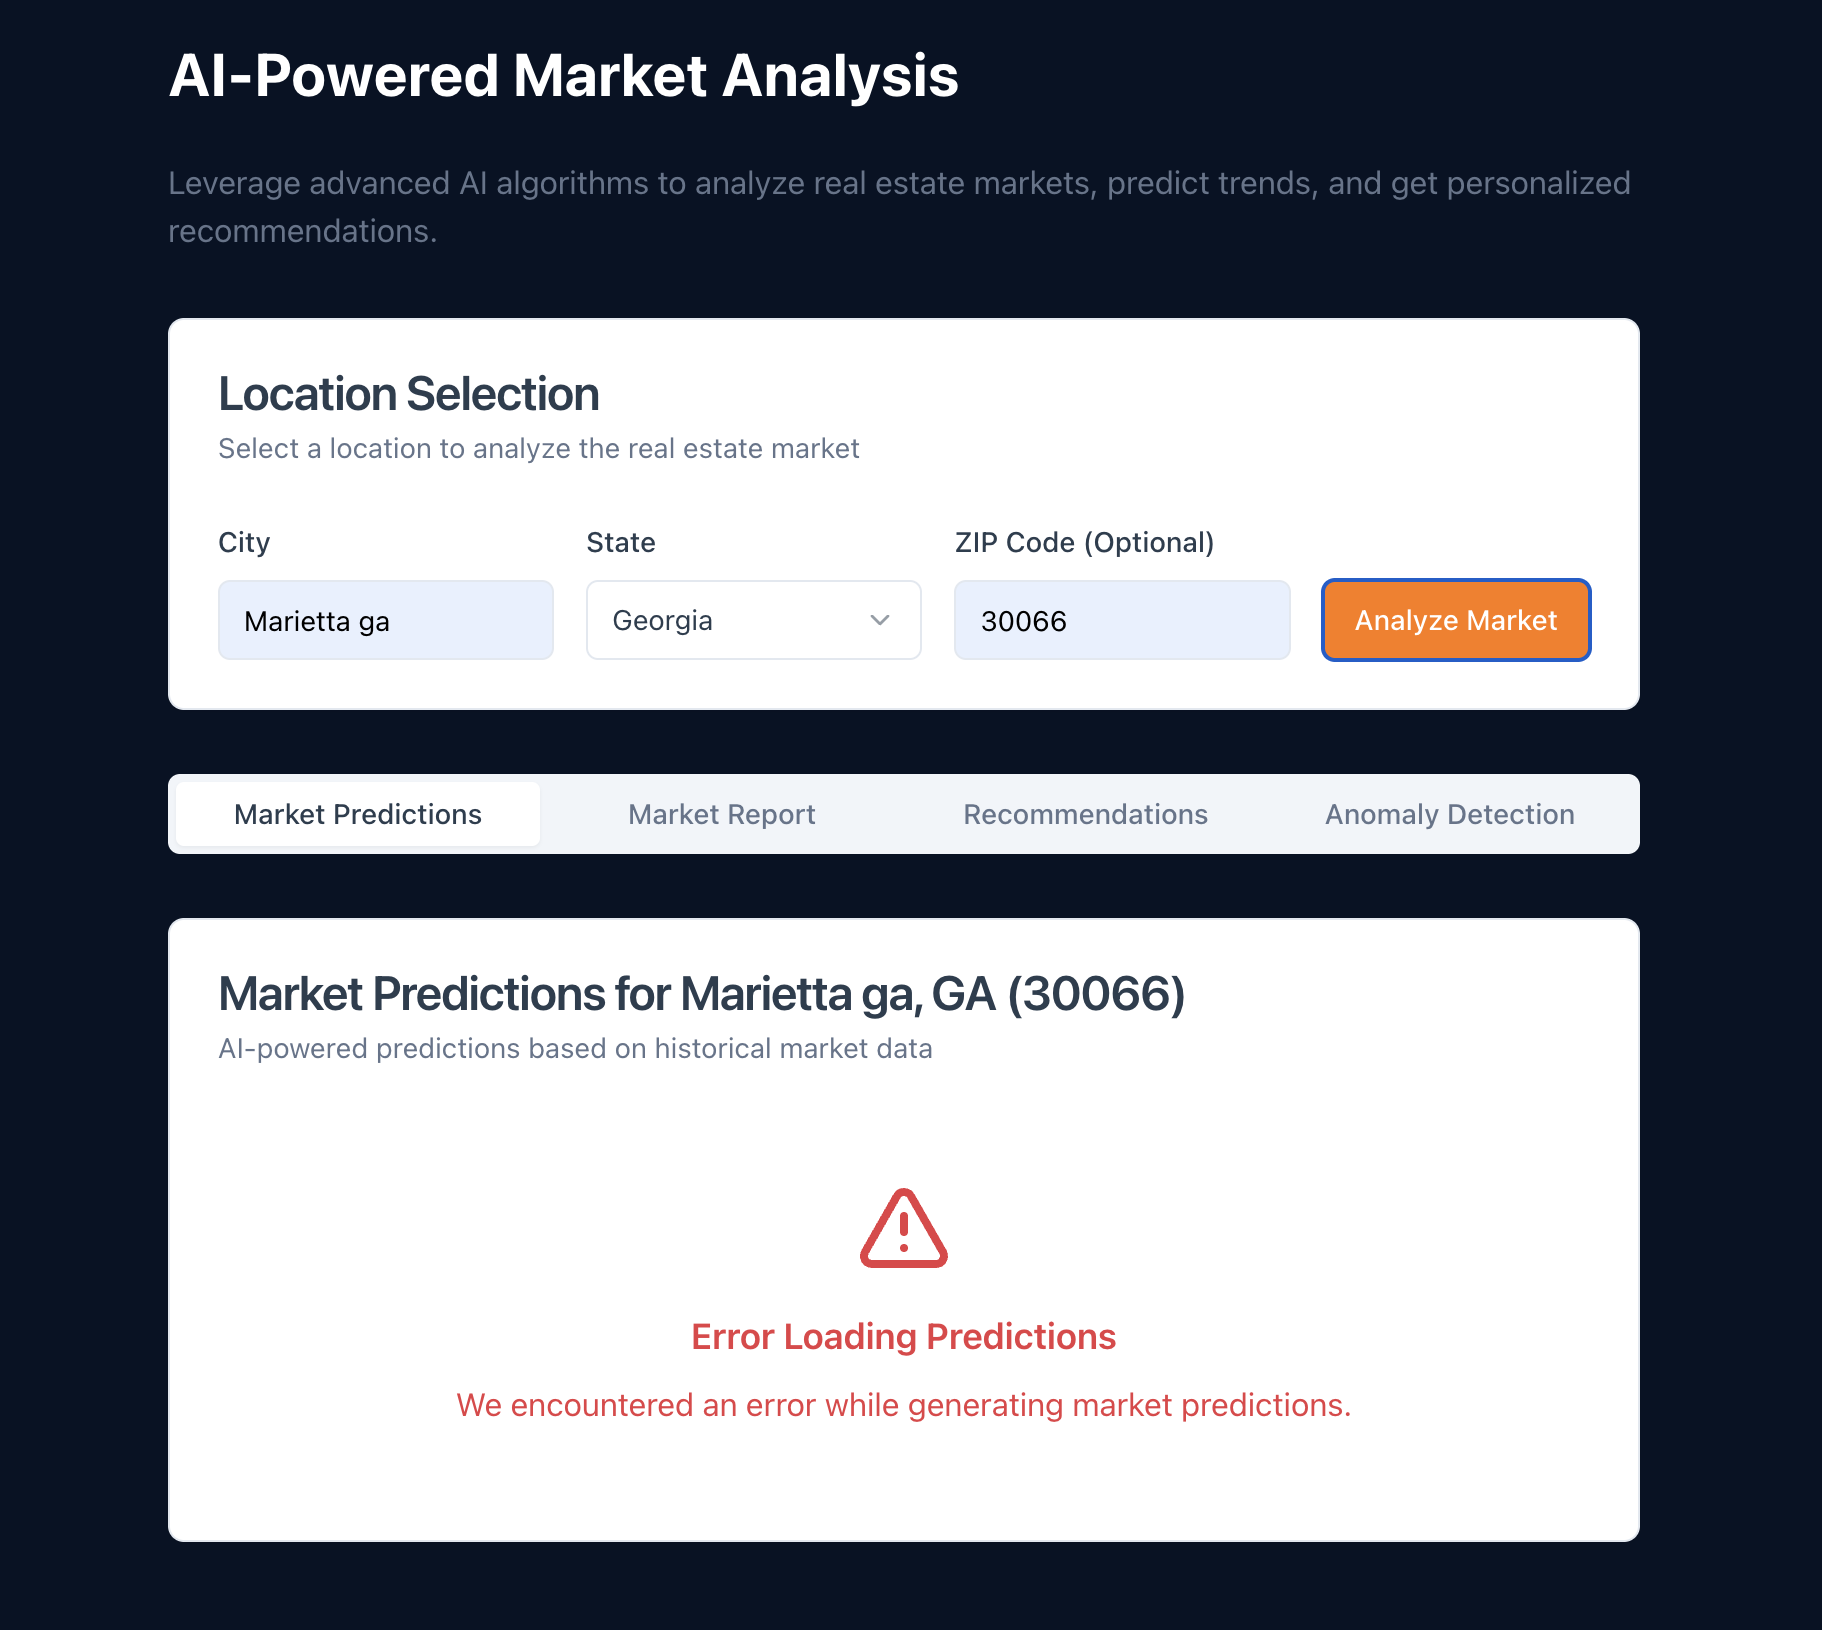 AI-Powered Market Analysis
Leverage advanced AI algorithms to analyze real estate markets, predict trends, and get personalized
recommendations.
Location Selection
Select a location to analyze the real estate market
City State ZIP Code (Optional)
Marietta ga Georgia 30066 Analyze Market
Market Predictions Market Report Recommendations Anomaly Detection
Market Predictions for Marietta ga, GA (30066)
AI-powered predictions based on historical market data
Error Loading Predictions
We encountered an error while generating market predictions.